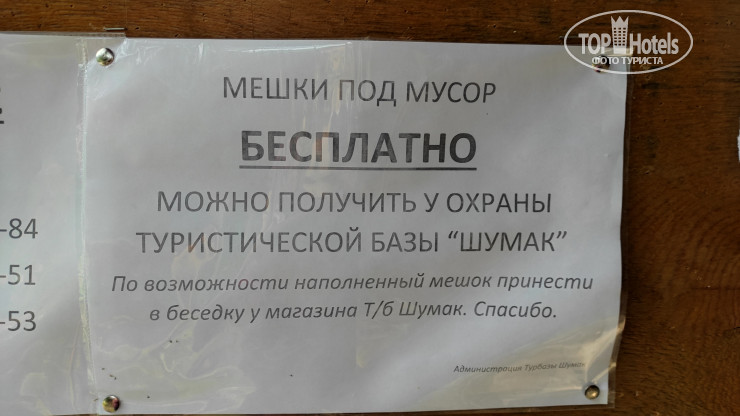 МЕШКИ ПОД МУСОР
БЕСПЛАТНО
МОЖНО ПОЛУЧИТЬ У ОХРАНЫ
ТУРИСТИЧЕСКОЙ БАЗЫ “ШУМАК”
По возможности наполненный мешок принести
в беседку у магазина Т/б Шумак. Спасибо.
Администрация Турбазы Шумак
-84
-51
-53
TOP Hotels
ФОТО ТУРИСТА